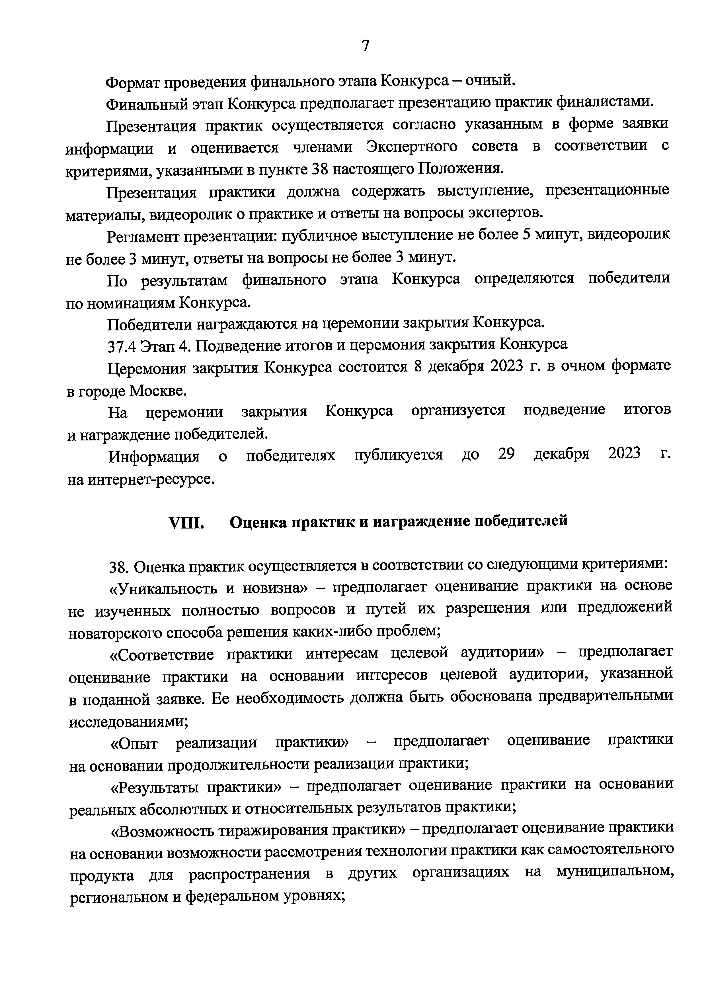 7
Формат проведения финального этапа Конкурса – очный.
Финальный этап Конкурса предполагает презентацию практик финалистами.
Презентация практик осуществляется согласно указанным в форме заявки
информации и оценивается членами Экспертного совета в соответствии с
критериями, указанными в пункте 38 настоящего Положения.
Презентация практики должна содержать выступление, презентационные
материалы, видеоролик о практике и ответы на вопросы экспертов.
Регламент презентации: публичное выступление не более 5 минут, видеоролик
не более 3 минут, ответы на вопросы не более 3 минут.
По результатам финального этапа Конкурса определяются победители
по номинациям Конкурса.
Победители награждаются на церемонии закрытия Конкурса.
37.4 Этап 4. Подведение итогов и церемония закрытия Конкурса
Церемония закрытия Конкурса состоится 8 декабря 2023 г. в очном формате
в городе Москве.
На церемонии закрытия Конкурса организуется подведение итогов
и награждение победителей.
Информация о победителях публикуется до 29 декабря 2023 г.
на интернет-ресурсе.
VIII. Оценка практик и награждение победителей
38. Оценка практик осуществляется в соответствии со следующими критериями:
«Уникальность и новизна» – предполагает оценивание практики на основе
не изученных полностью вопросов и путей их разрешения или предложений
новаторского способа решения каких-либо проблем;
«Соответствие практики интересам целевой аудитории» – предполагает
оценивание практики на основании интересов целевой аудитории, указанной
в поданной заявке. Ее необходимость должна быть обоснована предварительными
исследованиями;
«Опыт реализации практики» – предполагает оценивание практики
на основании продолжительности реализации практики;
«Результаты практики» – предполагает оценивание практики на основании
реальных абсолютных и относительных результатов практики;
«Возможность тиражирования практики» – предполагает оценивание практики
на основании возможности рассмотрения технологии практики как самостоятельного
продукта для распространения в других организациях на муниципальном,
региональном и федеральном уровнях;